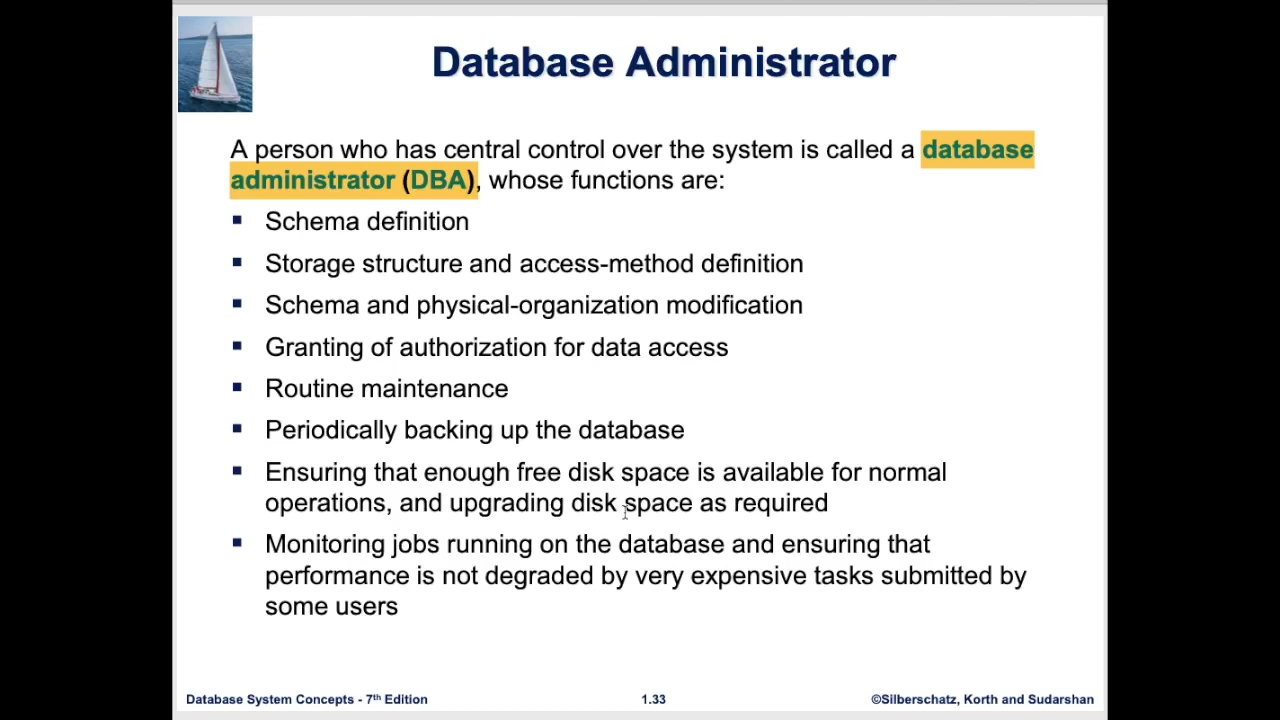 Database Administrator
A person who has central control over the system is called a database
administrator (DBA), whose functions are:
▪ Schema definition
▪ Storage structure and access-method definition
▪ Schema and physical-organization modification
▪ Granting of authorization for data access
▪ Routine maintenance
▪ Periodically backing up the database
▪ Ensuring that enough free disk space is available for normal
operations, and upgrading disk space as required
▪ Monitoring jobs running on the database and ensuring that
performance is not degraded by very expensive tasks submitted by
some users
Database System Concepts - 7th Edition 1.33 ©Silberschatz, Korth and Sudarshan